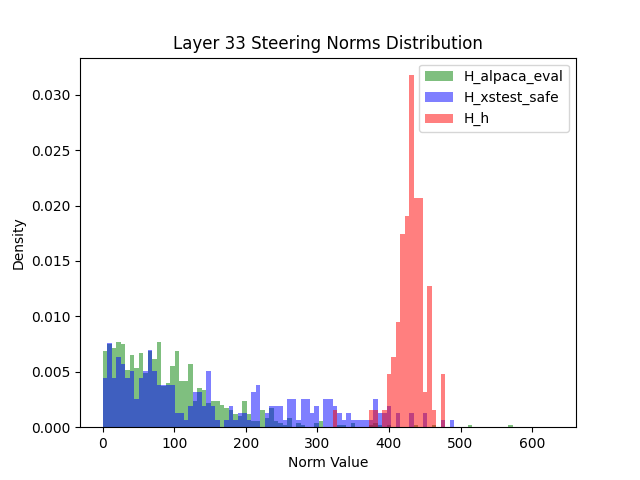 Layer 33 Steering Norms Distribution
H_alpaca_eval
H_xstest_safe
H_h
0.030
0.025
0.020
0.015
0.010
0.005
0.000
Density
0 100 200 300 400 500 600
Norm Value